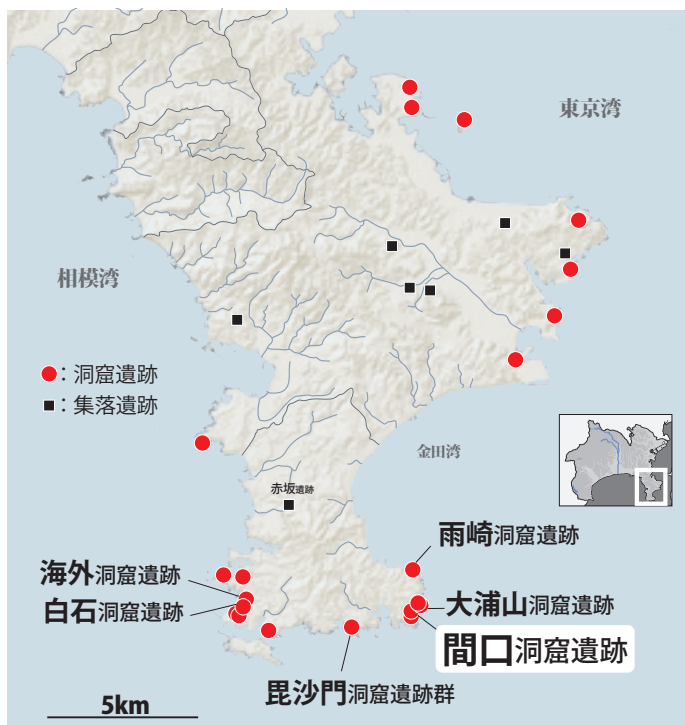 東京湾
相模湾
●：洞窟遺跡
■：集落遺跡
金田湾
赤坂遺跡
雨崎洞窟遺跡
海外洞窟遺跡
白石洞窟遺跡
大浦山洞窟遺跡
間口洞窟遺跡
毘沙門洞窟遺跡群
5km